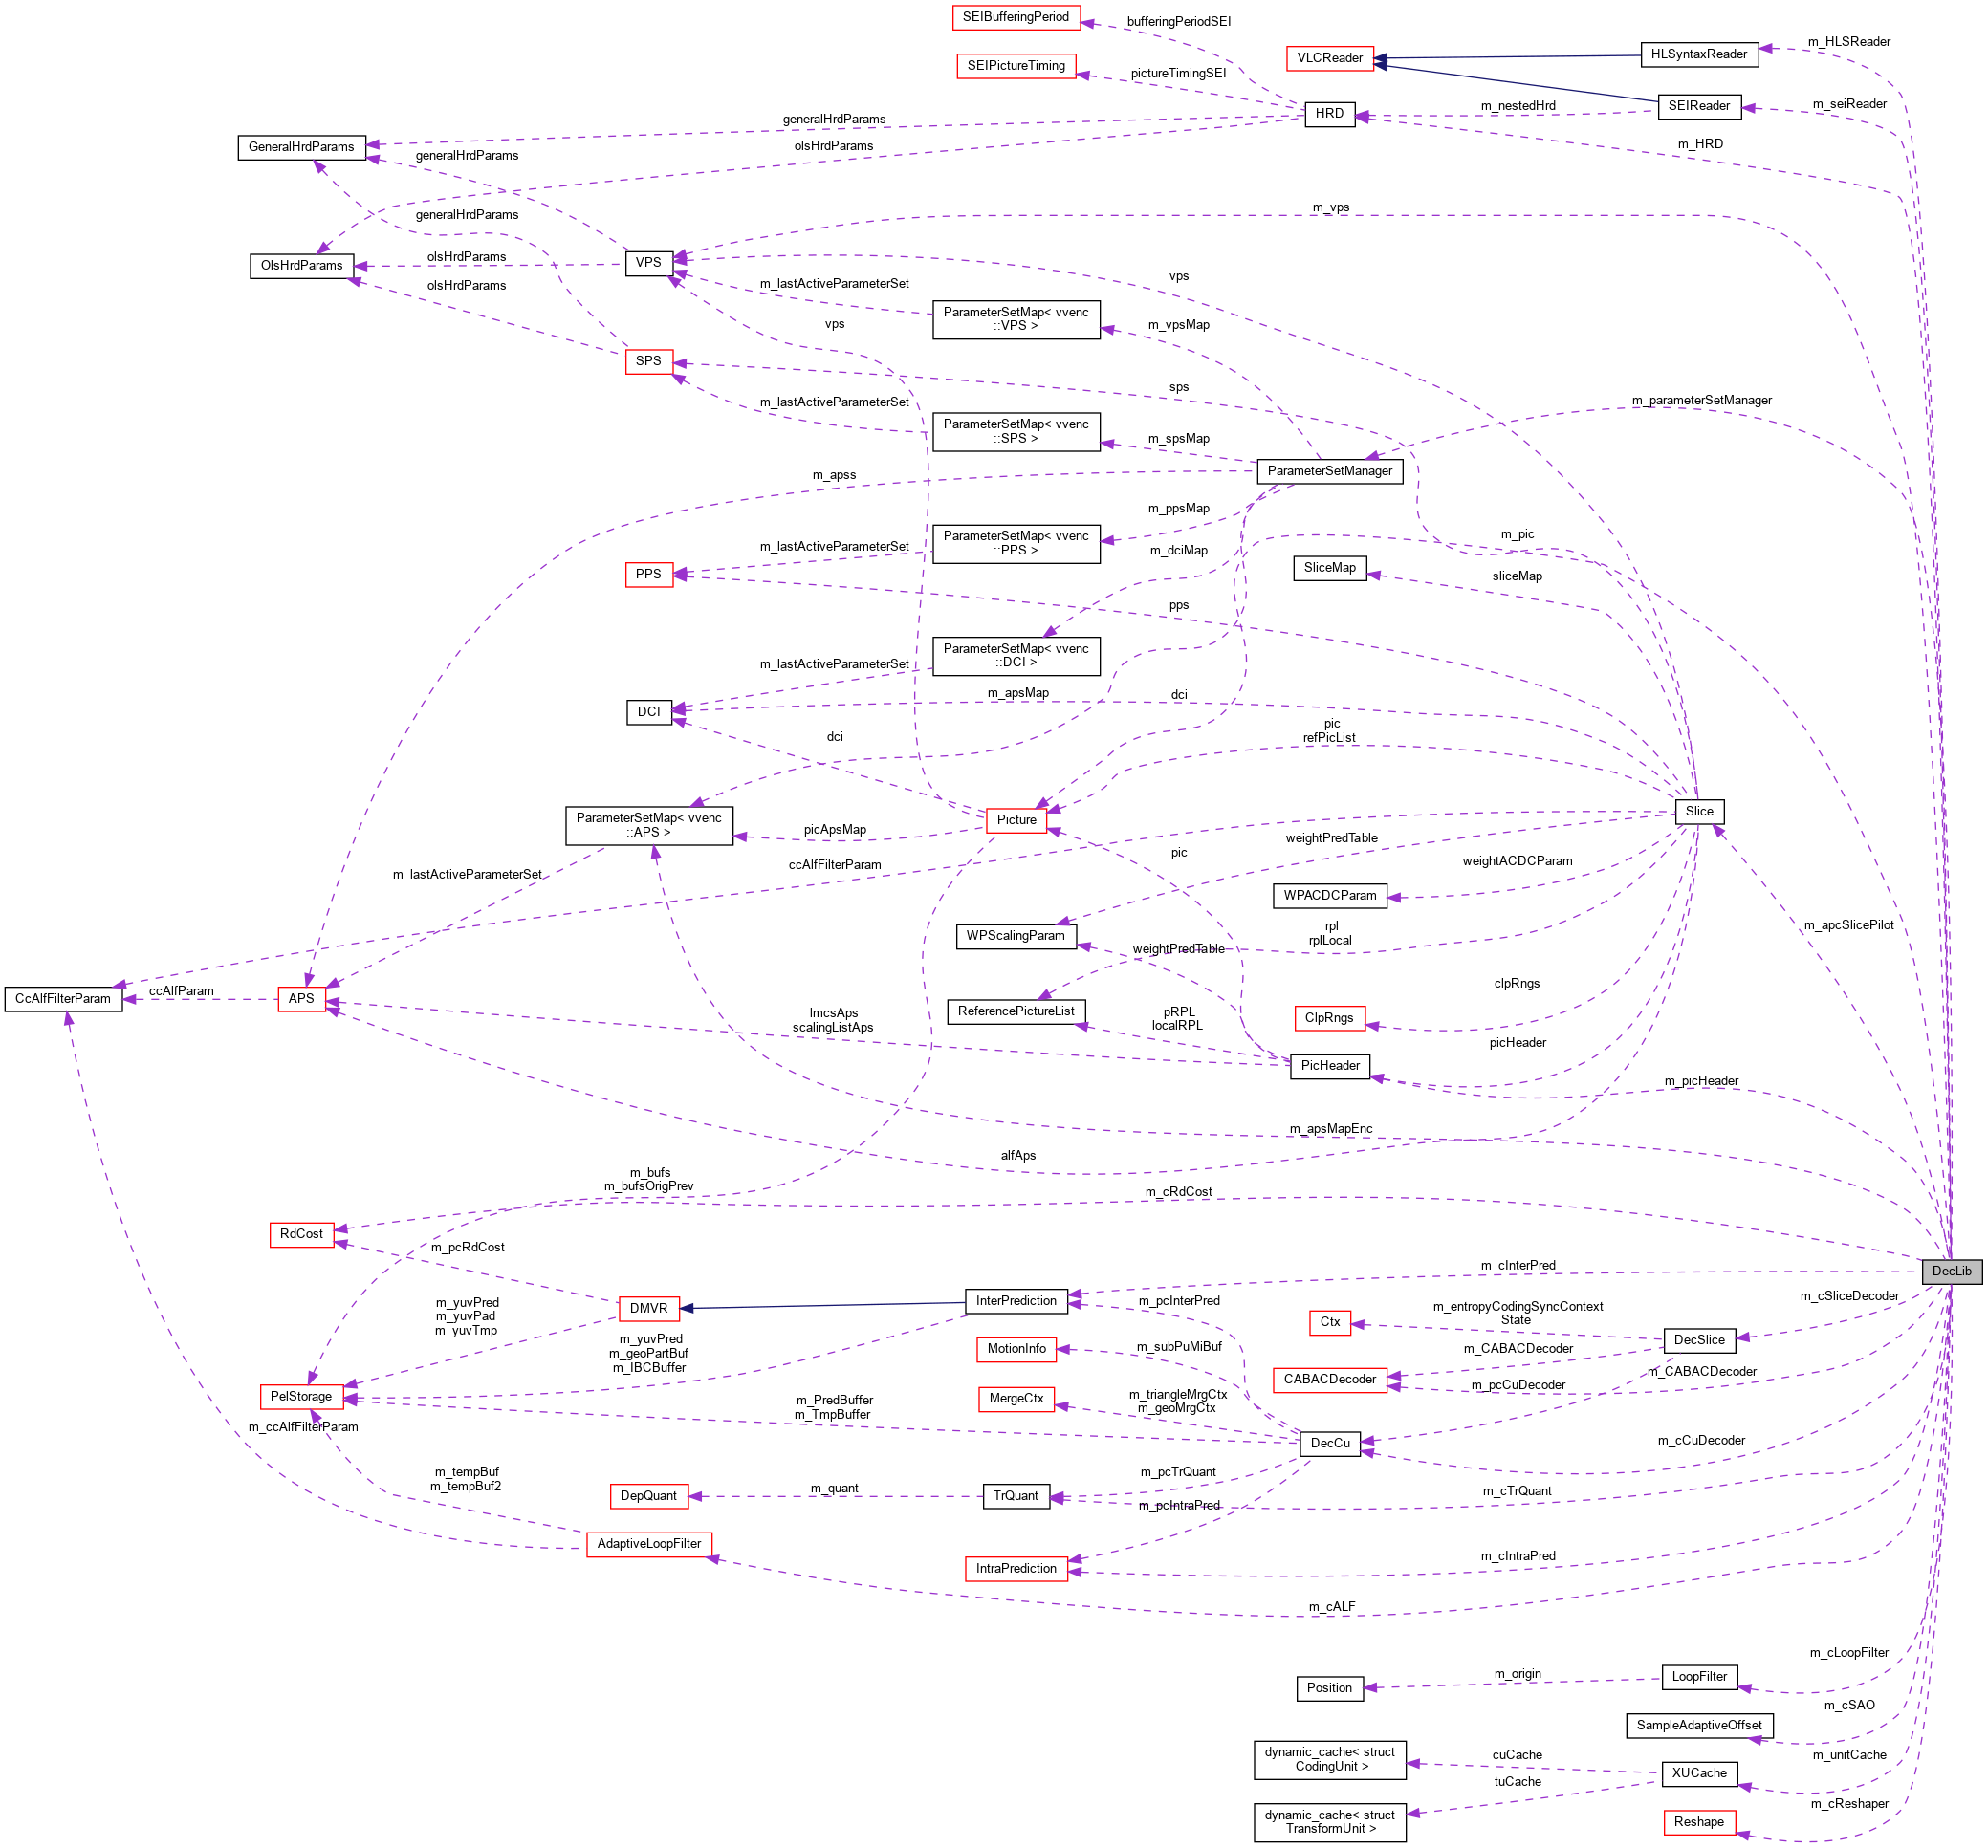 SEIBufferingPeriod
bufferingPeriodSEI
m_HLSReader
VLCReader
HLSyntaxReader
SEIPictureTiming
pictureTimingSEI
m_nestedHrd
SEIReader
m_seiReader
HRD
generalHrdParams
GeneralHrdParams
olsHrdParams
m_HRD
generalHrdParams
generalHrdParams
m_vps
OlsHrdParams
olsHrdParams
VPS
vps
olsHrdParams
m_lastActiveParameterSet
ParameterSetMap< vvenc
::VPS >
m_vpsMap
vps
SPS
sps
m_lastActiveParameterSet
m_parameterSetManager
ParameterSetMap< vvenc
::SPS >
m_spsMap
m_apss
ParameterSetManager
m_ppsMap
m_pic
ParameterSetMap< vvenc
::PPS >
m_lastActiveParameterSet
m_dciMap
PPS
SliceMap
sliceMap
pps
ParameterSetMap< vvenc
::DCI >
m_lastActiveParameterSet
m_apsMap
dci
DCI
dci
pic
refPicList
ParameterSetMap< vvenc
::APS >
picApsMap
Picture
Slice
weightPredTable
pic
ccAlfFilterParam
m_lastActiveParameterSet
weightACDCParam
WPACDCParam
WPScalingParam
weightPredTable
rpl
rplLocal
m_apcSlicePilot
CcAlfFilterParam
ccAlfParam
APS
lmcsAps
scalingListAps
ReferencePictureList
pRPL
localRPL
ClpRngs
clpRngs
picHeader
PicHeader
m_picHeader
m_apsMapEnc
alfAps
m_bufs
m_bufsOrigPrev
m_cRdCost
RdCost
m_pcRdCost
m_cInterPred
DecLib
m_yuvPred
m_yuvPad
m_yuvTmp
DMVR
InterPrediction
m_pcInterPred
m_entropyCodingSyncContext
State
m_cSliceDecoder
Ctx
DecSlice
m_yuvPred
m_geoPartBuf
m_IBCBuffer
MotionInfo
m_subPuMiBuf
m_CABACDecoder
CABACDecoder
m_pcCuDecoder
m_CABACDecoder
PelStorage
m_PredBuffer
m_TmpBuffer
MergeCtx
m_triangleMrgCtx
m_geoMrgCtx
m_ccAlfFilterParam
DecCu
m_cCuDecoder
m_tempBuf
m_tempBuf2
m_pcTrQuant
DepQuant
m_quant
TrQuant
m_cTrQuant
m_pcIntraPred
AdaptiveLoopFilter
IntraPrediction
m_cIntraPred
m_cALF
m_cLoopFilter
Position
m_origin
LoopFilter
m_cSAO
SampleAdaptiveOffset
dynamic_cache< struct
CodingUnit >
cuCache
m_unitCache
XUCache
tuCache
dynamic_cache< struct
TransformUnit >
m_cReshaper
Reshape